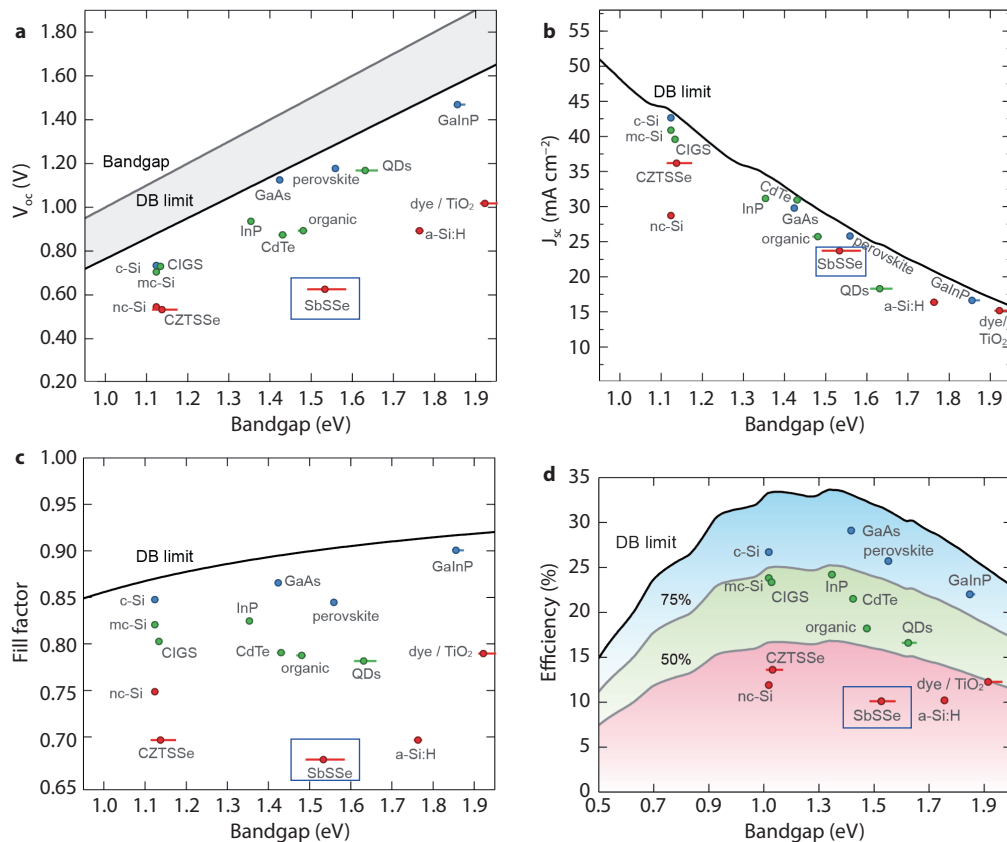 a
V_oc (V)
1.80
1.60
1.40
1.20
1.00
0.80
0.60
0.40
0.20
Bandgap
DB limit
GaInP
QDs
perovskite
GaAs
InP
organic
CdTe
dye / TiO₂
a-Si:H
c-Si
CIGS
mc-Si
nc-Si
CZTSSe
SbSSe
1.0 1.1 1.2 1.3 1.4 1.5 1.6 1.7 1.8 1.9
Bandgap (eV)
b
J_sc (mA cm⁻²)
50
45
40
35
30
25
20
15
10
DB limit
c-Si
mc-Si
CIGS
CZTSSe
nc-Si
CdTe
InP
GaAs
organic
perovskite
SbSSe
QDs
a-Si:H
GaInP
dye/
TiO₂
1.0 1.1 1.2 1.3 1.4 1.5 1.6 1.7 1.8 1.9
Bandgap (eV)
c
Fill factor
1.00
0.95
0.90
0.85
0.80
0.75
0.70
0.65
DB limit
GaInP
GaAs
c-Si
perovskite
InP
mc-Si
CIGS
CdTe
organic
QDs
dye / TiO₂
nc-Si
CZTSSe
SbSSe
a-Si:H
1.0 1.1 1.2 1.3 1.4 1.5 1.6 1.7 1.8 1.9
Bandgap (eV)
d
Efficiency (%)
35
30
25
20
15
10
5
0
DB limit
75%
50%
GaAs
perovskite
c-Si
mc-Si
CIGS
InP
CdTe
GaInP
organic
QDs
CZTSSe
nc-Si
dye / TiO₂
SbSSe
a-Si:H
0.5 0.7 0.9 1.0 1.3 1.5 1.7 1.9
Bandgap (eV)